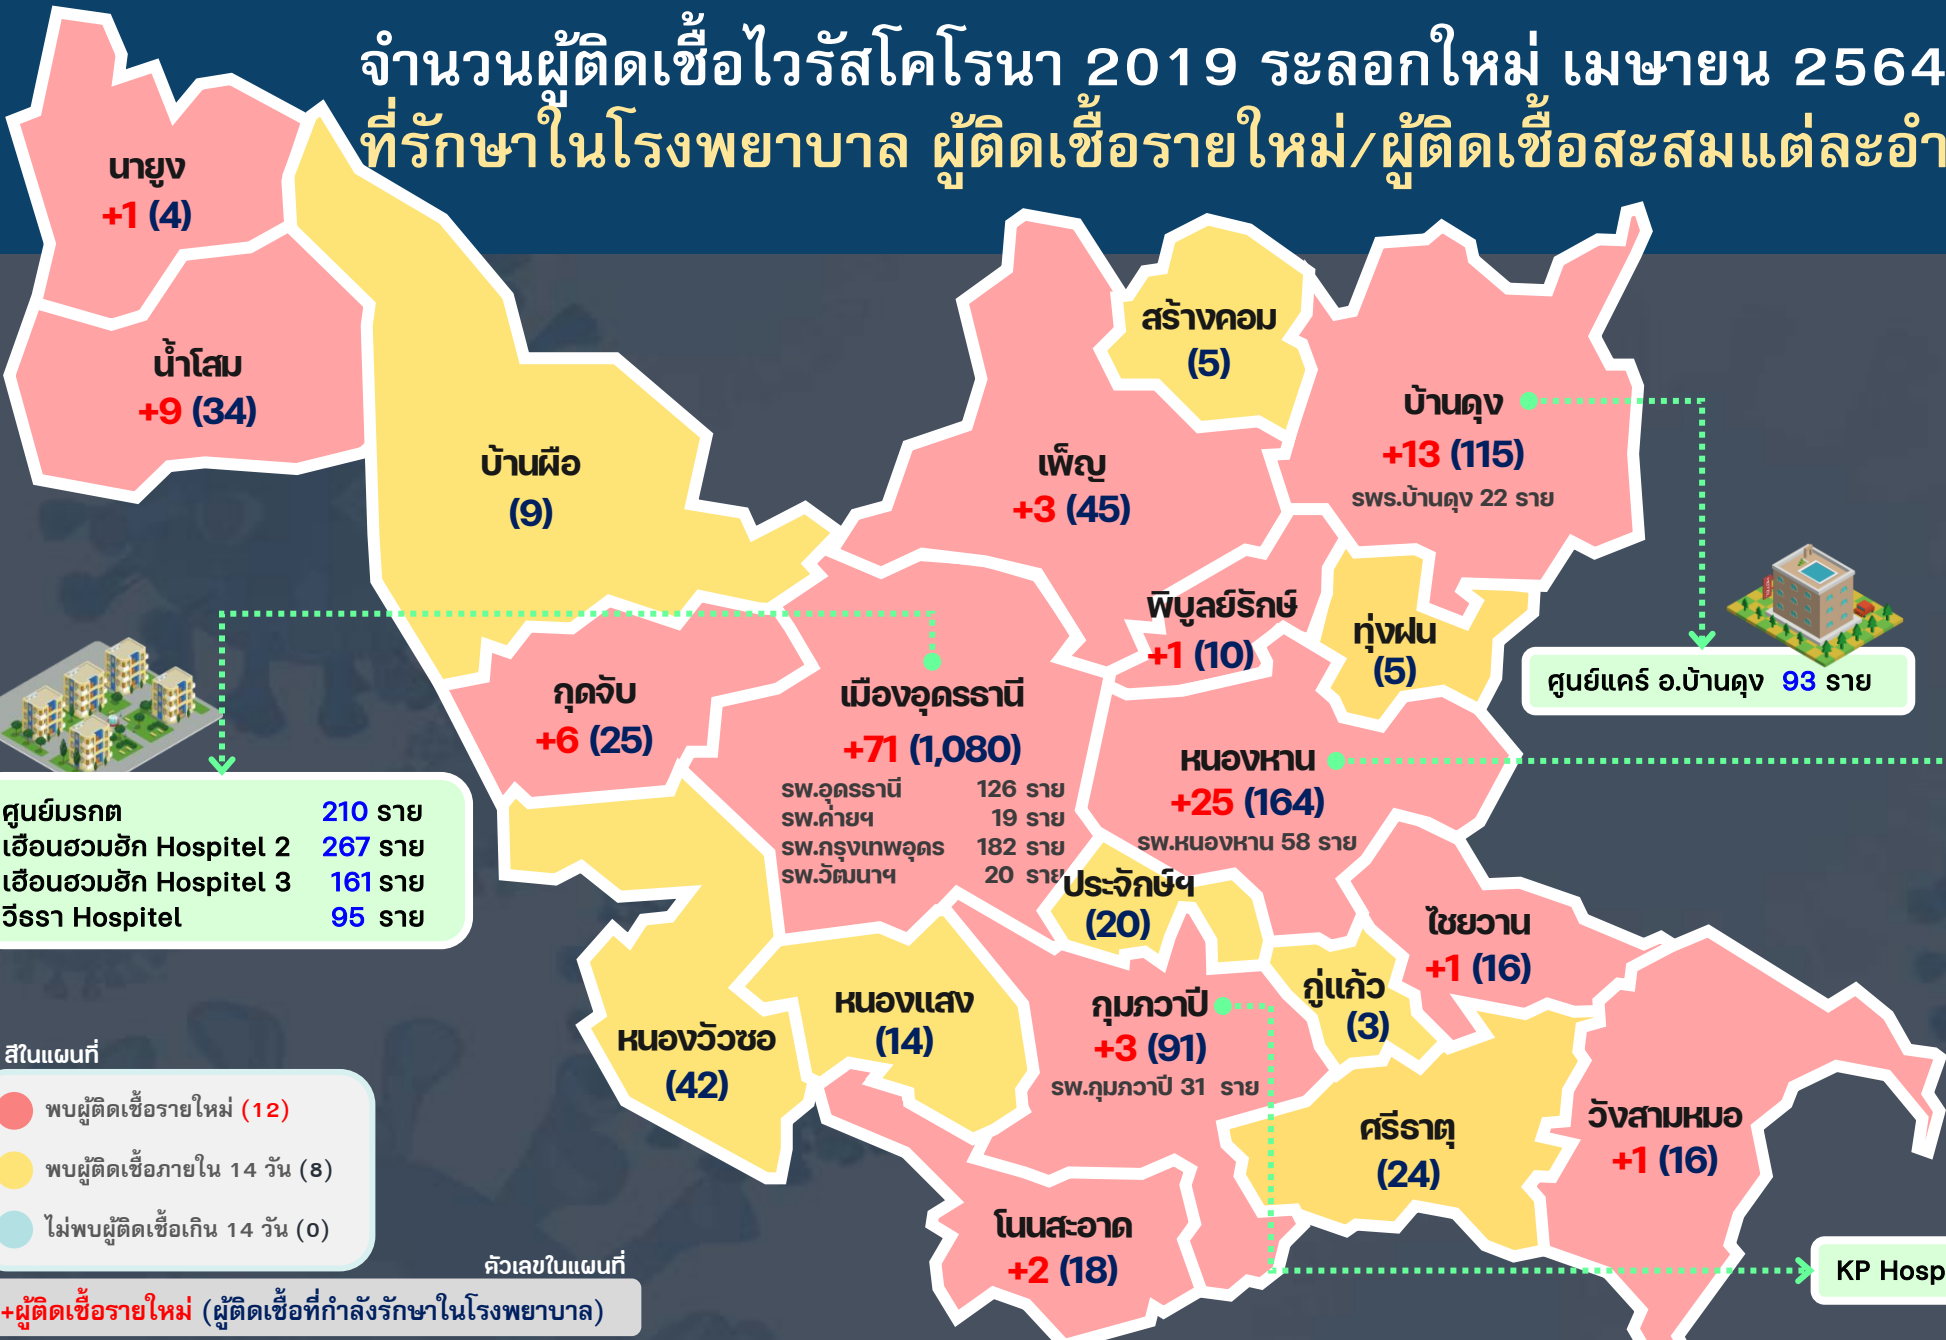 จำนวนผู้ติดเชื้อไวรัสโคโรนา 2019 ระลอกใหม่ เมษายน 2564
ที่รักษาในโรงพยาบาล ผู้ติดเชื้อรายใหม่/ผู้ติดเชื้อสะสมแต่ละอำ
นายูง
+1 (4)
น้ำโสม
+9 (34)
บ้านผือ
(9)
สร้างคอม
(5)
เพ็ญ
+3 (45)
บ้านดุง
+13 (115)
รพร.บ้านดุง 22 ราย
พิบูลย์รักษ์
+1 (10)
ทุ่งฝน
(5)
ศูนย์แคร์ อ.บ้านดุง 93 ราย
กุดจับ
+6 (25)
เมืองอุดรธานี
+71 (1,080)
รพ.อุดรธานี 126 ราย
รพ.ค่ายฯ 19 ราย
รพ.กรุงเทพอุดร 182 ราย
รพ.วัฒนาฯ 20 ราย
หนองหาน
+25 (164)
รพ.หนองหาน 58 ราย
ศูนย์มรกต 210 ราย
เฮือนฮวมฮัก Hospitel 2 267 ราย
เฮือนฮวมฮัก Hospitel 3 161 ราย
วีธรา Hospitel 95 ราย
ประจักษ์ฯ
(20)
ไชยวาน
+1 (16)
กู่แก้ว
(3)
หนองแสง
(14)
กุมภวาปี
+3 (91)
รพ.กุมภวาปี 31 ราย
หนองวัวซอ
(42)
ศรีธาตุ
(24)
วังสามหมอ
+1 (16)
โนนสะอาด
+2 (18)
KP Hosp
สีในแผนที่
พบผู้ติดเชื้อรายใหม่ (12)
พบผู้ติดเชื้อภายใน 14 วัน (8)
ไม่พบผู้ติดเชื้อเกิน 14 วัน (0)
ตัวเลขในแผนที่
+ผู้ติดเชื้อรายใหม่ (ผู้ติดเชื้อที่กำลังรักษาในโรงพยาบาล)